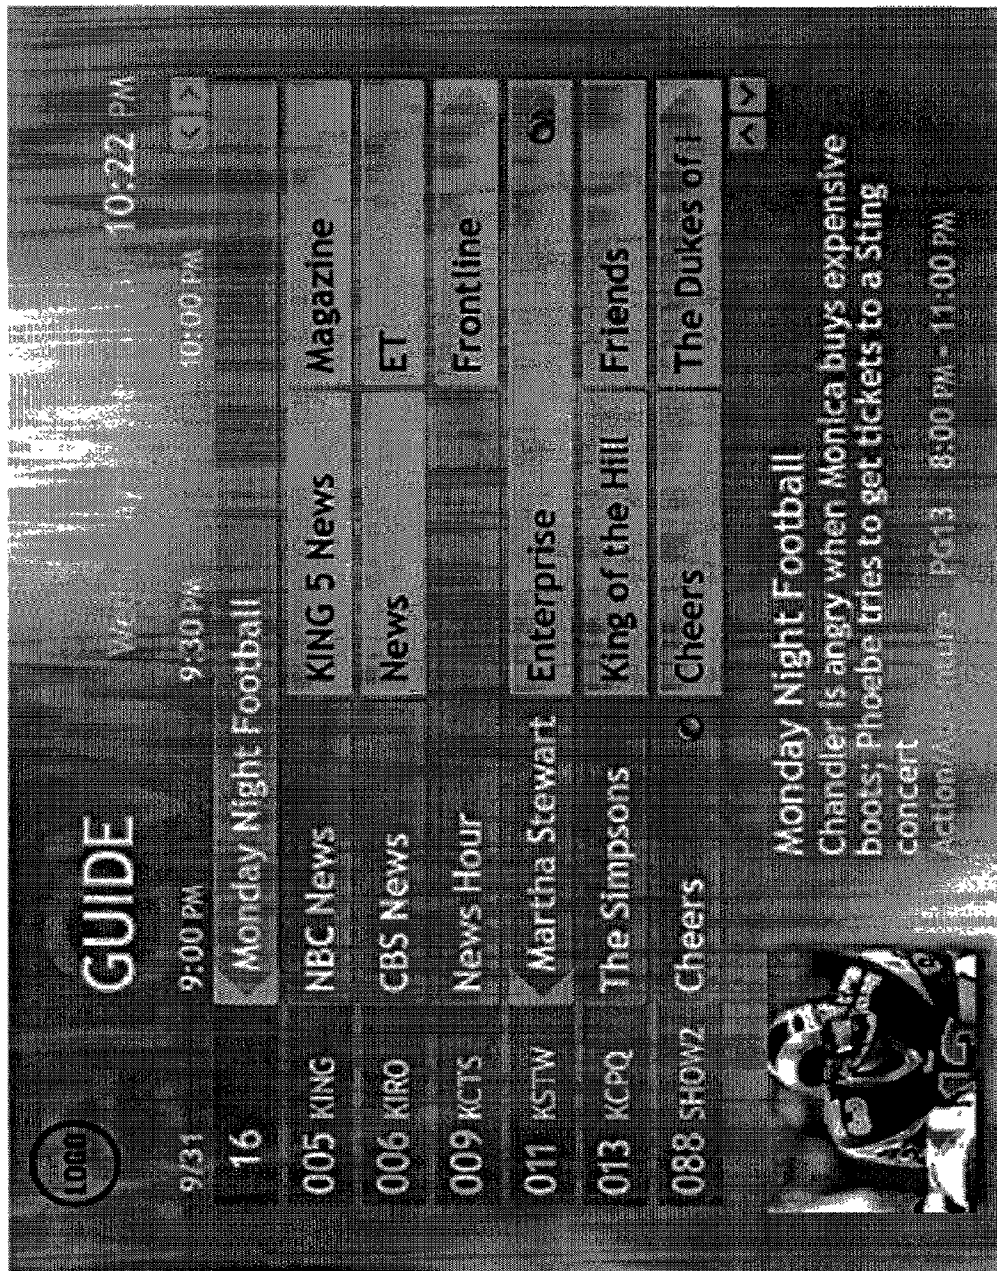 LOGO
GUIDE
10:22 PM
9/31 9:00 PM 9:30 PM 10:00 PM < >
16 Monday Night Football
005 KING NBC News KING 5 News Magazine
006 KIRO CBS News News ET
009 KCTS News Hour Frontline
011 KSTW Martha Stewart Enterprise
013 KCPQ The Simpsons King of the Hill Friends
088 SHOW2 Cheers Cheers The Dukes of
Monday Night Football
Chandler is angry when Monica buys expensive
boots; Phoebe tries to get tickets to a Sting
concert
Action/Adventure PG13 8:00 PM - 11:00 PM